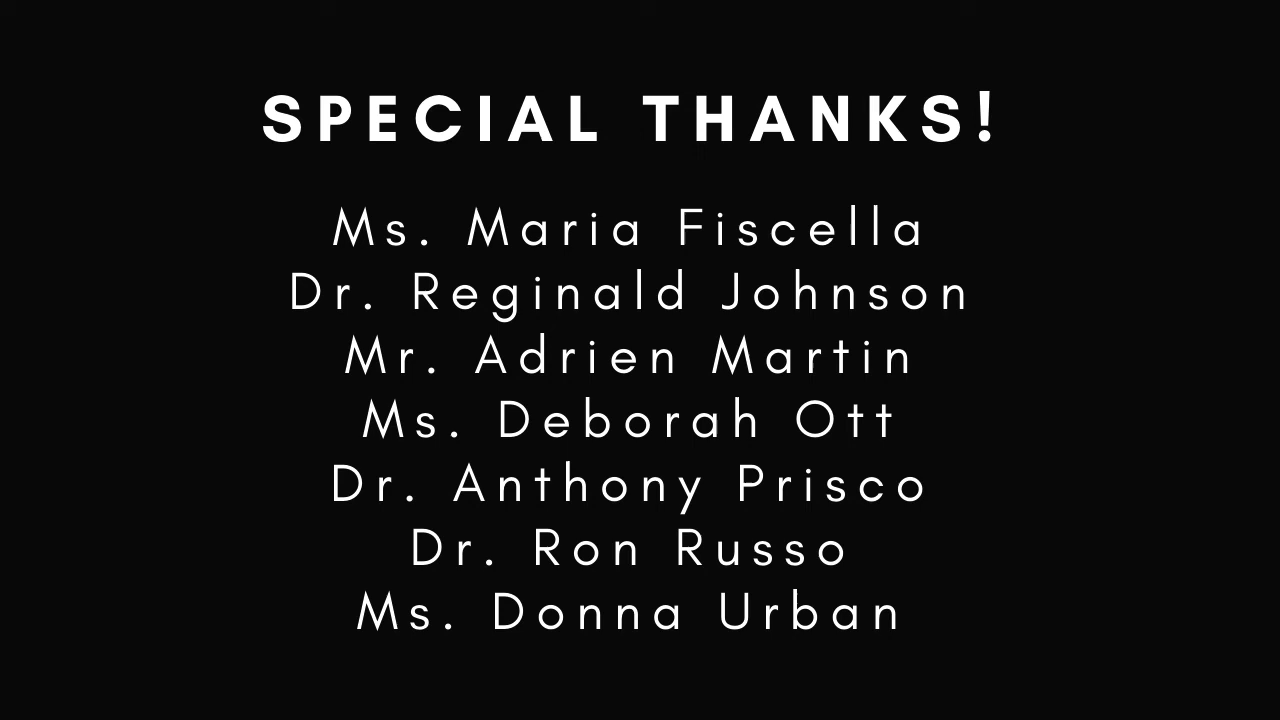 SPECIAL THANKS!
Ms. Maria Fiscella
Dr. Reginald Johnson
Mr. Adrien Martin
Ms. Deborah Ott
Dr. Anthony Prisco
Dr. Ron Russo
Ms. Donna Urban